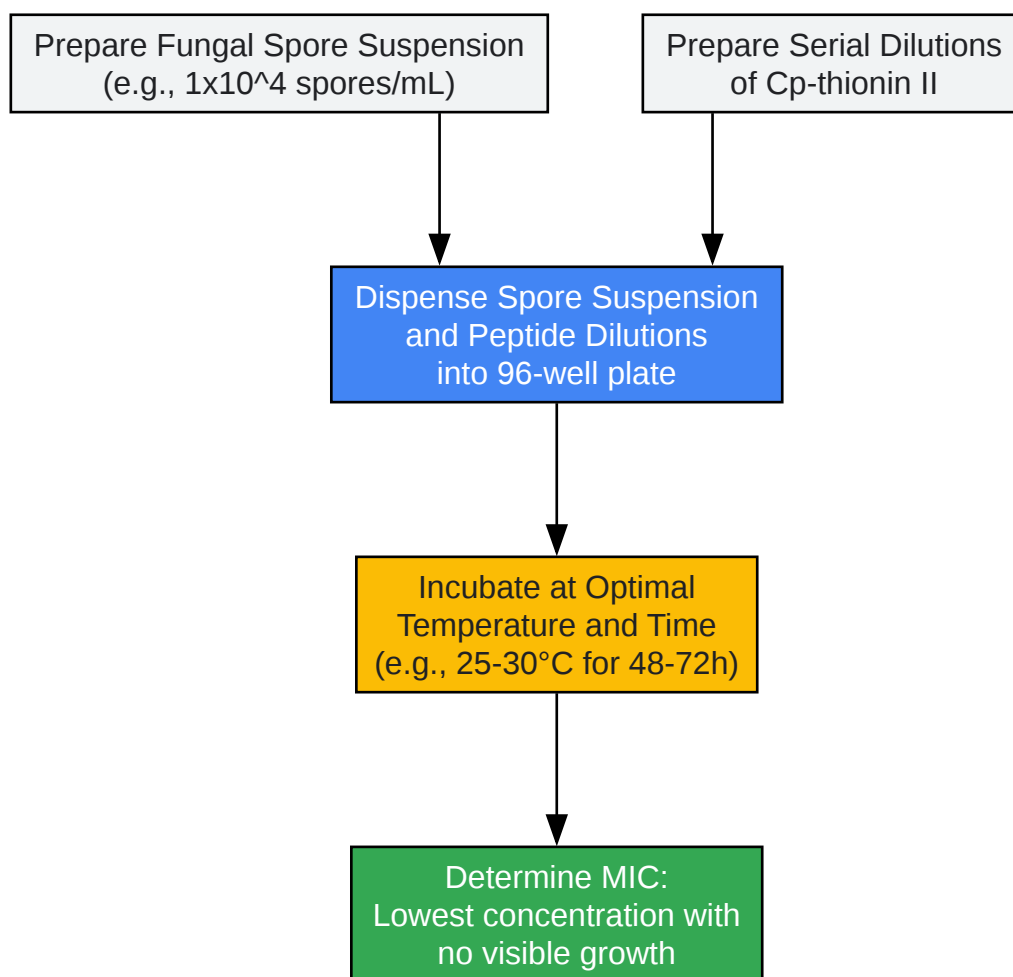 Prepare Fungal Spore Suspension
(e.g., 1x10^4 spores/mL)
Prepare Serial Dilutions
of Cp-thionin II
Dispense Spore Suspension
and Peptide Dilutions
into 96-well plate
Incubate at Optimal
Temperature and Time
(e.g., 25-30°C for 48-72h)
Determine MIC:
Lowest concentration with
no visible growth